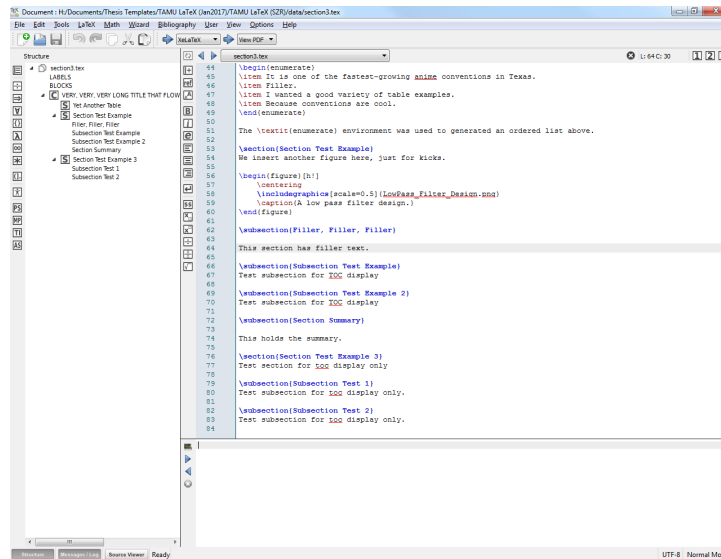 Document : H:/Documents/Thesis Templates/TAMU LaTeX (Jan2017)/TAMU LaTeX (SZR)/data/section3.tex
File Edit Tools LaTeX Math Wizard Bibliography User View Options Help
XeLaTeX View PDF
Structure section3.tex L: 64 C: 30 1 2
section3.tex
LABELS
BLOCKS
VERY, VERY, VERY LONG TITLE THAT FLOW
Yet Another Table
Section Test Example
Filler, Filler, Filler
Subsection Test Example
Subsection Test Example 2
Section Summary
Section Test Example 3
Subsection Test 1
Subsection Test 2
44 \begin{enumerate}
45 \item It is one of the fastest-growing anime conventions in Texas.
46 \item Filler.
47 \item I wanted a good variety of table examples.
48 \item Because conventions are cool.
49 \end{enumerate}
50
51 The \textit{enumerate} environment was used to generated an ordered list above.
52
53 \section{Section Test Example}
54 We insert another figure here, just for kicks.
55
56 \begin{figure}[h!]
57 \centering
58 \includegraphics[scale=0.5]{LowPass_Filter_Design.png}
59 \caption{A low pass filter design.}
60 \end{figure}
61
62 \subsection{Filler, Filler, Filler}
63
64 This section has filler text.
65
66 \subsection{Subsection Test Example}
67 Test subsection for TOC display
68
69 \subsection{Subsection Test Example 2}
70 Test subsection for TOC display
71
72 \subsection{Section Summary}
73
74 This holds the summary.
75
76 \section{Section Test Example 3}
77 Test section for toc display only
78
79 \subsection{Subsection Test 1}
80 Test subsection for toc display only.
81
82 \subsection{Subsection Test 2}
83 Test subsection for toc display only.
84
Structure Messages / Log Source Viewer Ready UTF-8 Normal Mo